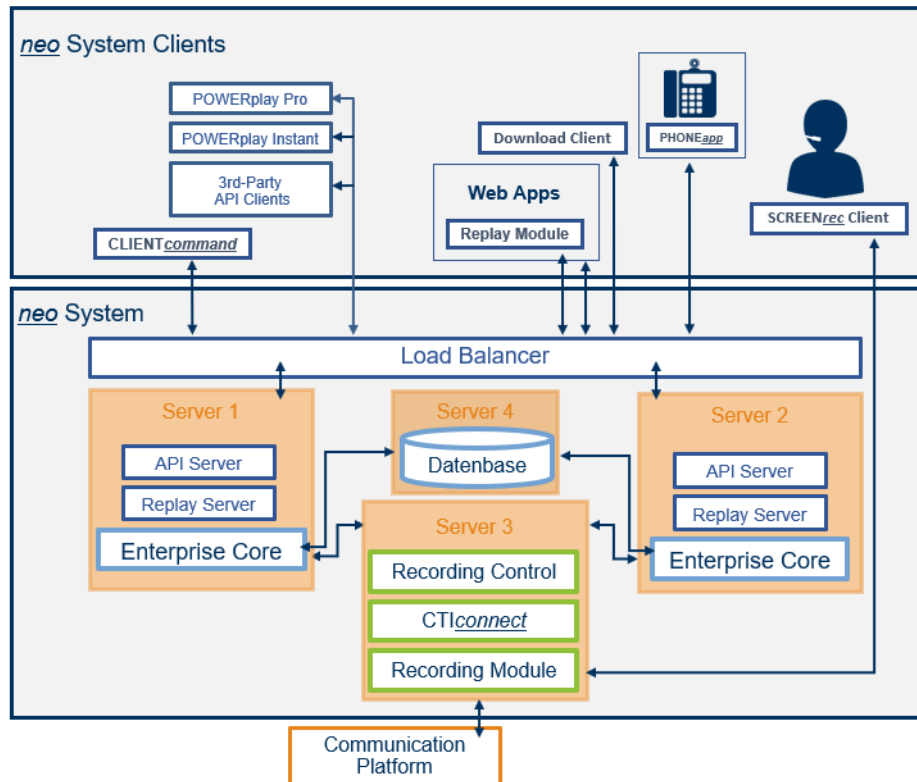 neo System Clients
POWERplay Pro
POWERplay Instant
3rd-Party
API Clients
CLIENTcommand
Download Client
Web Apps
Replay Module
PHONEapp
SCREENrec Client
neo System
Load Balancer
Server 1
API Server
Replay Server
Enterprise Core
Server 4
Datenbase
Server 3
Recording Control
CTIconnect
Recording Module
Server 2
API Server
Replay Server
Enterprise Core
Communication
Platform